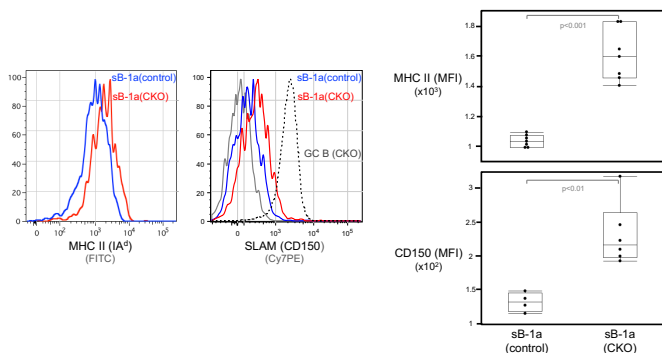 sB-1a(control)
sB-1a(CKO)
100
80
60
40
20
0
0 10² 10³ 10⁴ 10⁵
MHC II (IAᵈ)
(FITC)
sB-1a(control)
sB-1a(CKO)
GC B (CKO)
100
80
60
40
20
0
0 10³ 10⁴ 10⁵
SLAM (CD150)
(Cy7PE)
p<0.001
MHC II (MFI)
(x10³)
1.8
1.6
1.4
1.2
1
p<0.01
CD150 (MFI)
(x10²)
3
2.5
2
1.5
1
sB-1a
(control)
sB-1a
(CKO)